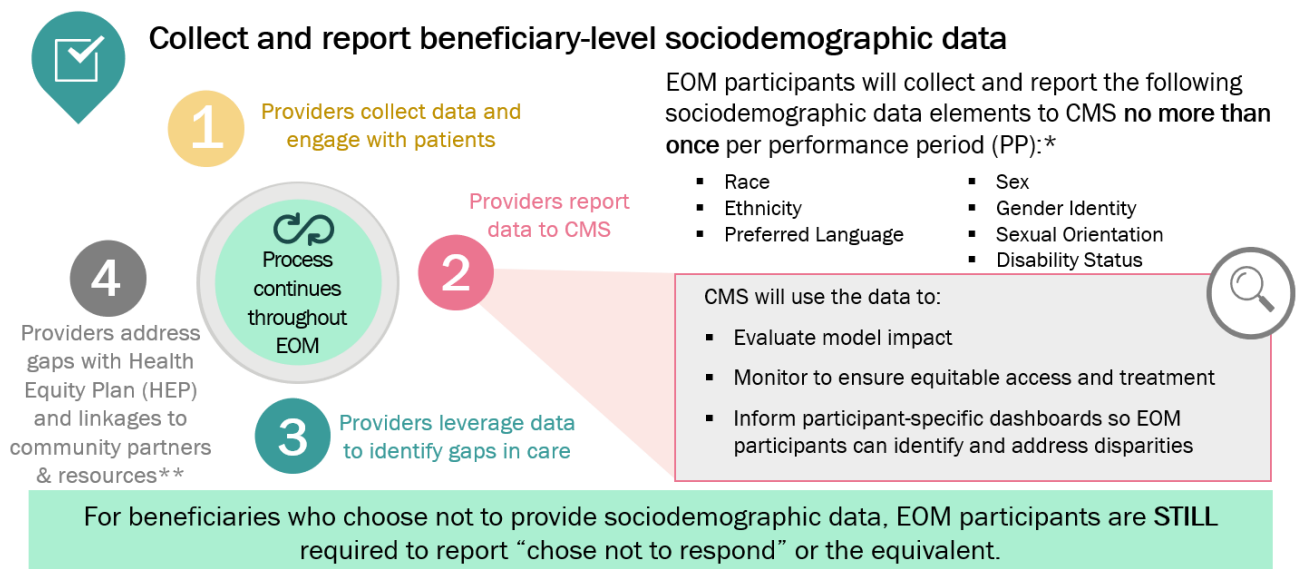 Collect and report beneficiary-level sociodemographic data
1
Providers collect data and
engage with patients
2
Providers report
data to CMS
3
Providers leverage data
to identify gaps in care
4
Providers address
gaps with Health
Equity Plan (HEP)
and linkages to
community partners
& resources**
Process
continues
throughout
EOM
EOM participants will collect and report the following
sociodemographic data elements to CMS no more than
once per performance period (PP):*
▪ Race
▪ Ethnicity
▪ Preferred Language
▪ Sex
▪ Gender Identity
▪ Sexual Orientation
▪ Disability Status
CMS will use the data to:
▪ Evaluate model impact
▪ Monitor to ensure equitable access and treatment
▪ Inform participant-specific dashboards so EOM
participants can identify and address disparities
For beneficiaries who choose not to provide sociodemographic data, EOM participants are STILL
required to report “chose not to respond” or the equivalent.